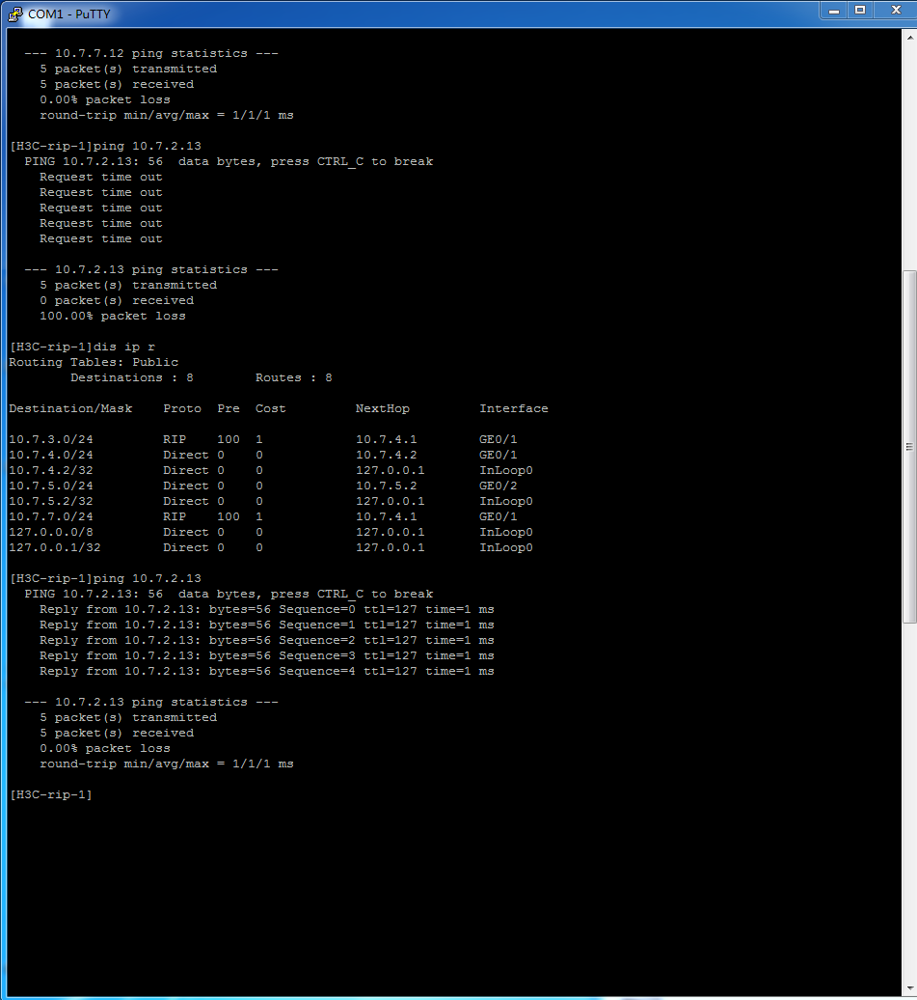 COM1 - PuTTY
--- 10.7.7.12 ping statistics ---
5 packet(s) transmitted
5 packet(s) received
0.00% packet loss
round-trip min/avg/max = 1/1/1 ms
[H3C-rip-1]ping 10.7.2.13
PING 10.7.2.13: 56  data bytes, press CTRL_C to break
Request time out
Request time out
Request time out
Request time out
Request time out
--- 10.7.2.13 ping statistics ---
5 packet(s) transmitted
0 packet(s) received
100.00% packet loss
[H3C-rip-1]dis ip r
Routing Tables: Public
Destinations : 8        Routes : 8
Destination/Mask    Proto  Pre  Cost         NextHop         Interface
10.7.3.0/24         RIP    100  1            10.7.4.1        GE0/1
10.7.4.0/24         Direct 0    0            10.7.4.2        GE0/1
10.7.4.2/32         Direct 0    0            127.0.0.1       InLoop0
10.7.5.0/24         Direct 0    0            10.7.5.2        GE0/2
10.7.5.2/32         Direct 0    0            127.0.0.1       InLoop0
10.7.7.0/24         RIP    100  1            10.7.4.1        GE0/1
127.0.0.0/8         Direct 0    0            127.0.0.1       InLoop0
127.0.0.1/32        Direct 0    0            127.0.0.1       InLoop0
[H3C-rip-1]ping 10.7.2.13
PING 10.7.2.13: 56  data bytes, press CTRL_C to break
Reply from 10.7.2.13: bytes=56 Sequence=0 ttl=127 time=1 ms
Reply from 10.7.2.13: bytes=56 Sequence=1 ttl=127 time=1 ms
Reply from 10.7.2.13: bytes=56 Sequence=2 ttl=127 time=1 ms
Reply from 10.7.2.13: bytes=56 Sequence=3 ttl=127 time=1 ms
Reply from 10.7.2.13: bytes=56 Sequence=4 ttl=127 time=1 ms
--- 10.7.2.13 ping statistics ---
5 packet(s) transmitted
5 packet(s) received
0.00% packet loss
round-trip min/avg/max = 1/1/1 ms
[H3C-rip-1]